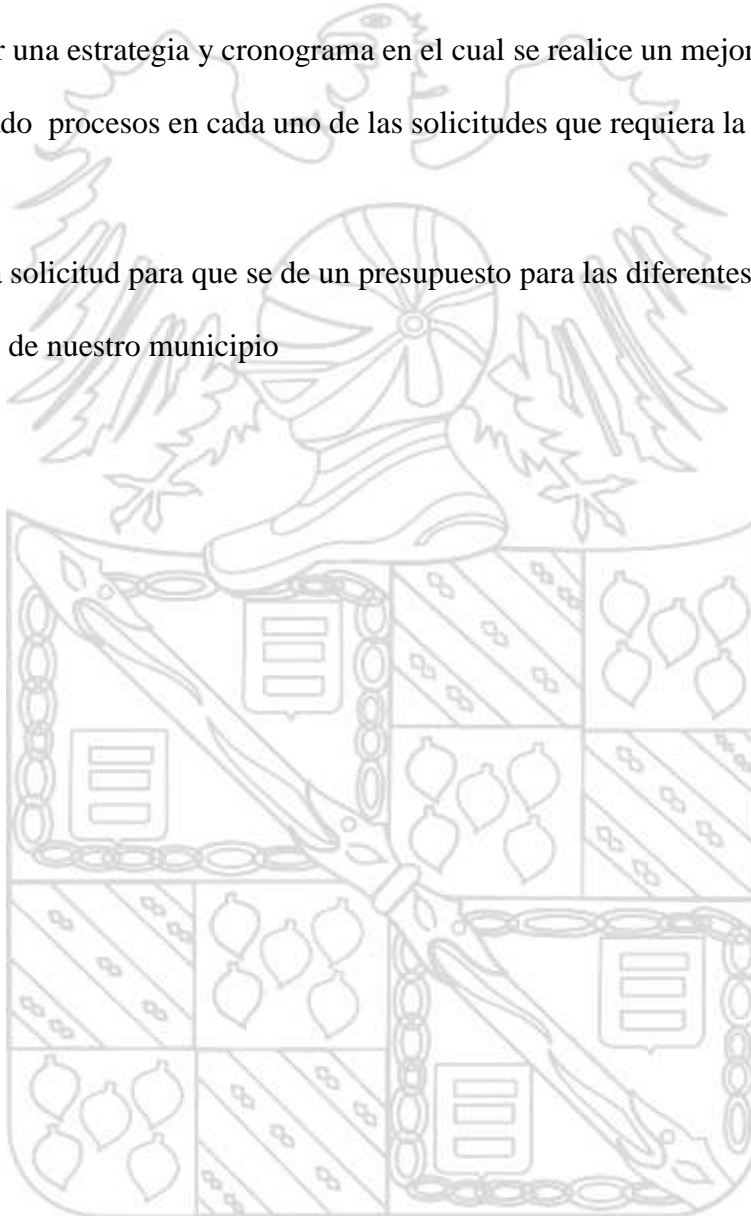 r una estrategia y cronograma en el cual se realice un mejor
do procesos en cada uno de las solicitudes que requiera la
solicitud para que se de un presupuesto para las diferentes
de nuestro municipio